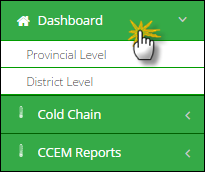 Dashboard
Provincial Level
District Level
Cold Chain
CCEM Reports